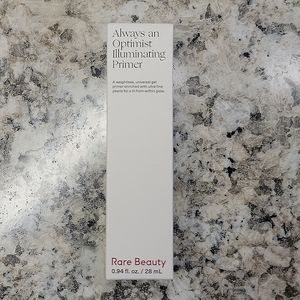 Always an
Optimist
Illuminating
Primer
A weightless, universal gel
primer enriched with ultra-fine
pearls for a lit-from-within glow.
Rare Beauty
0.94 fl. oz. / 28 mL